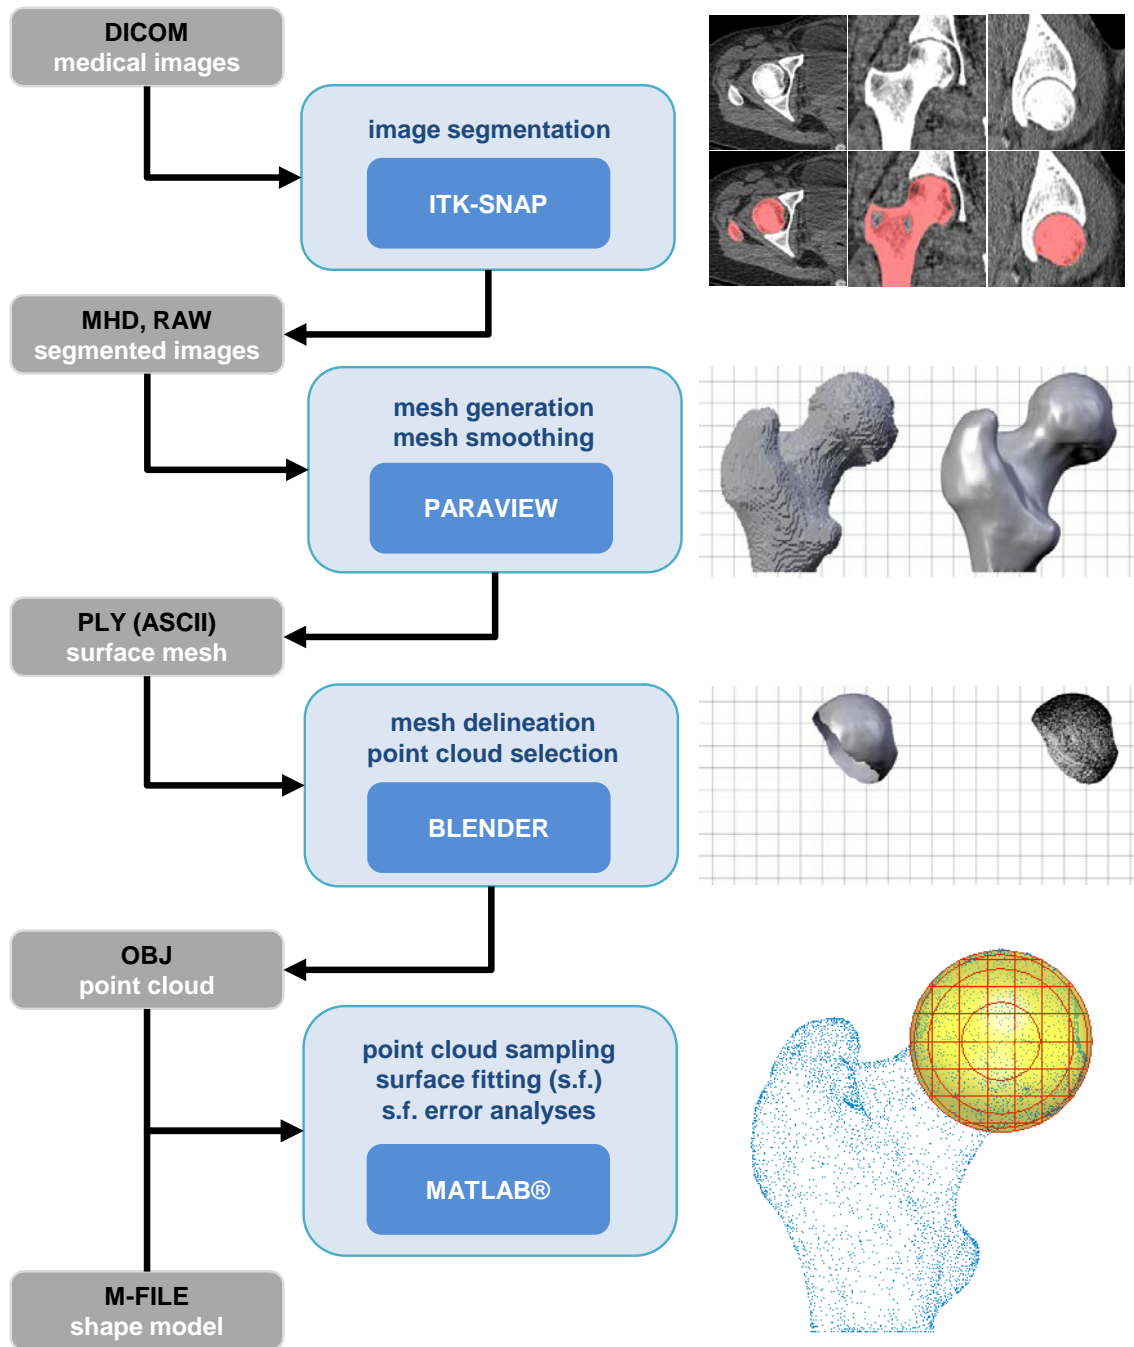 DICOM
medical images
image segmentation
ITK-SNAP
MHD, RAW
segmented images
mesh generation
mesh smoothing
PARAVIEW
PLY (ASCII)
surface mesh
mesh delineation
point cloud selection
BLENDER
OBJ
point cloud
point cloud sampling
surface fitting (s.f.)
s.f. error analyses
MATLAB®
M-FILE
shape model